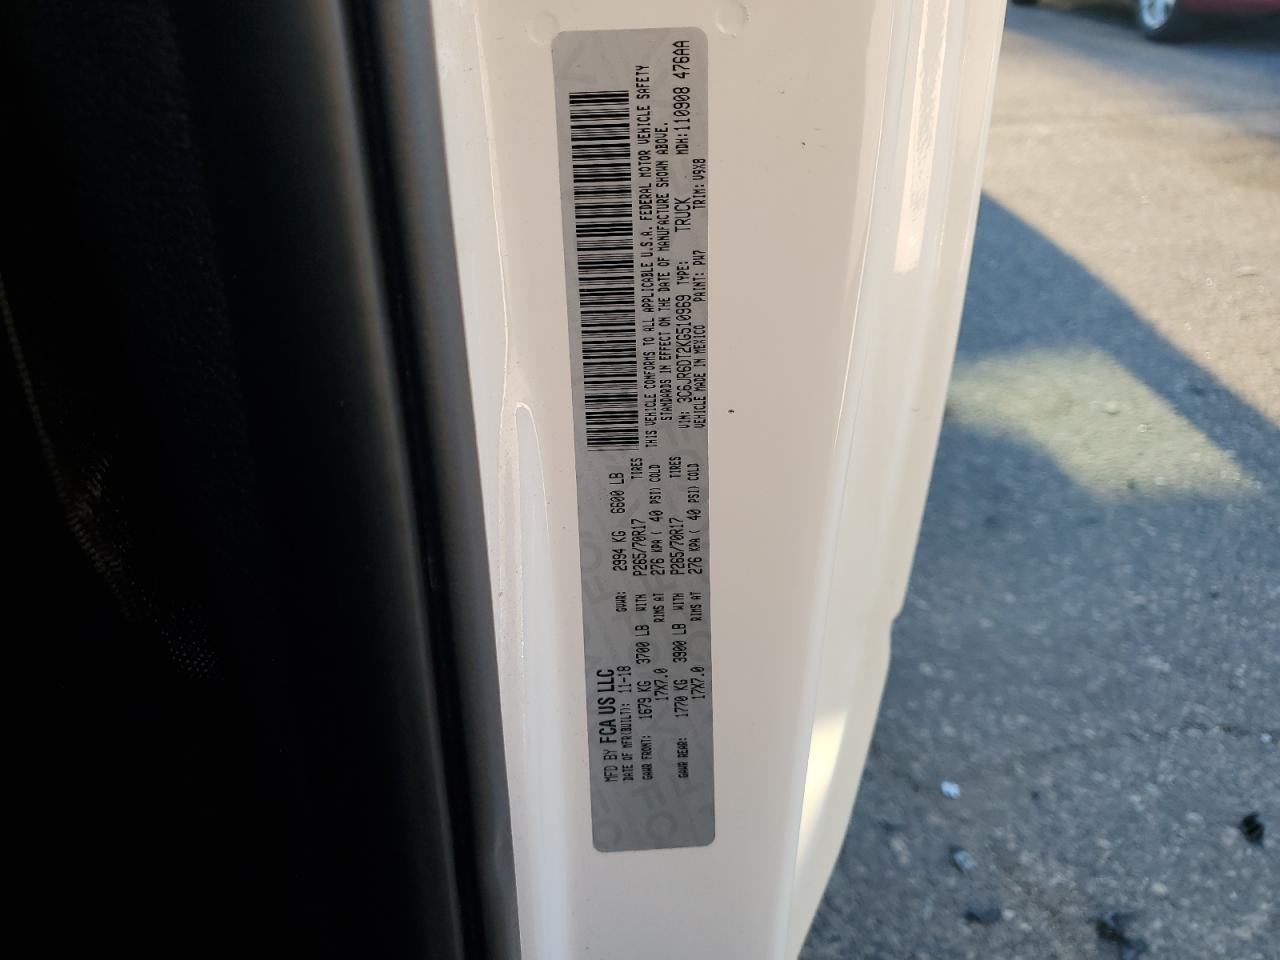 MFD BY FCA US LLC
DATE OF MFR(BUILT): 11-18 GVWR: 2994 KG 6600 LB
GAWR FRONT: 1679 KG 3700 LB WITH P265/70R17 TIRES
17X7.0 RIMS AT 276 KPA ( 40 PSI) COLD
GAWR REAR: 1770 KG 3900 LB WITH P265/70R17 TIRES
17X7.0 RIMS AT 276 KPA ( 40 PSI) COLD
THIS VEHICLE CONFORMS TO ALL APPLICABLE U.S.A. FEDERAL MOTOR VEHICLE SAFETY
STANDARDS IN EFFECT ON THE DATE OF MANUFACTURE SHOWN ABOVE.
VIN: 3C6JR6DT2KG510969 TYPE: TRUCK MDH:110908 476AA
VEHICLE MADE IN MEXICO PAINT: PW7 TRIM: V9X8